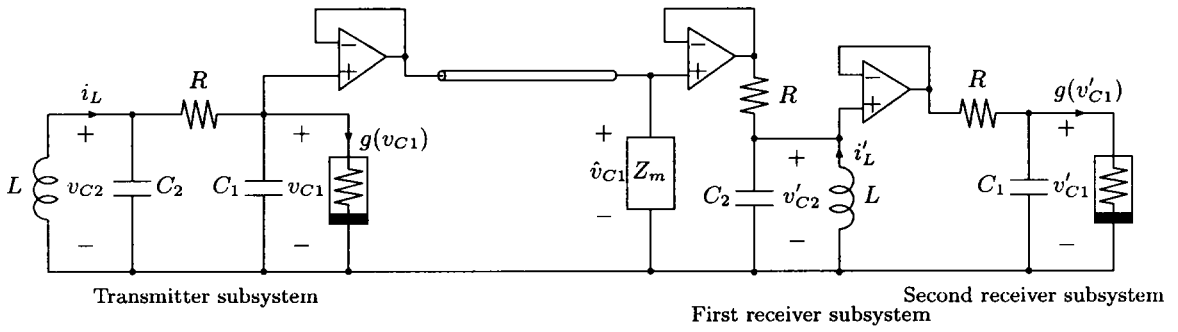 i_L
+
R
+
g(v_{C1})
L
v_{C2}
C_2
C_1
v_{C1}
−
−
−
+
−
+
+
\hat{v}_{C1}
Z_m
−
R
+
i'_L
C_2
v'_{C2}
L
−
−
+
R
g(v'_{C1})
+
C_1
v'_{C1}
−
Transmitter subsystem
First receiver subsystem
Second receiver subsystem